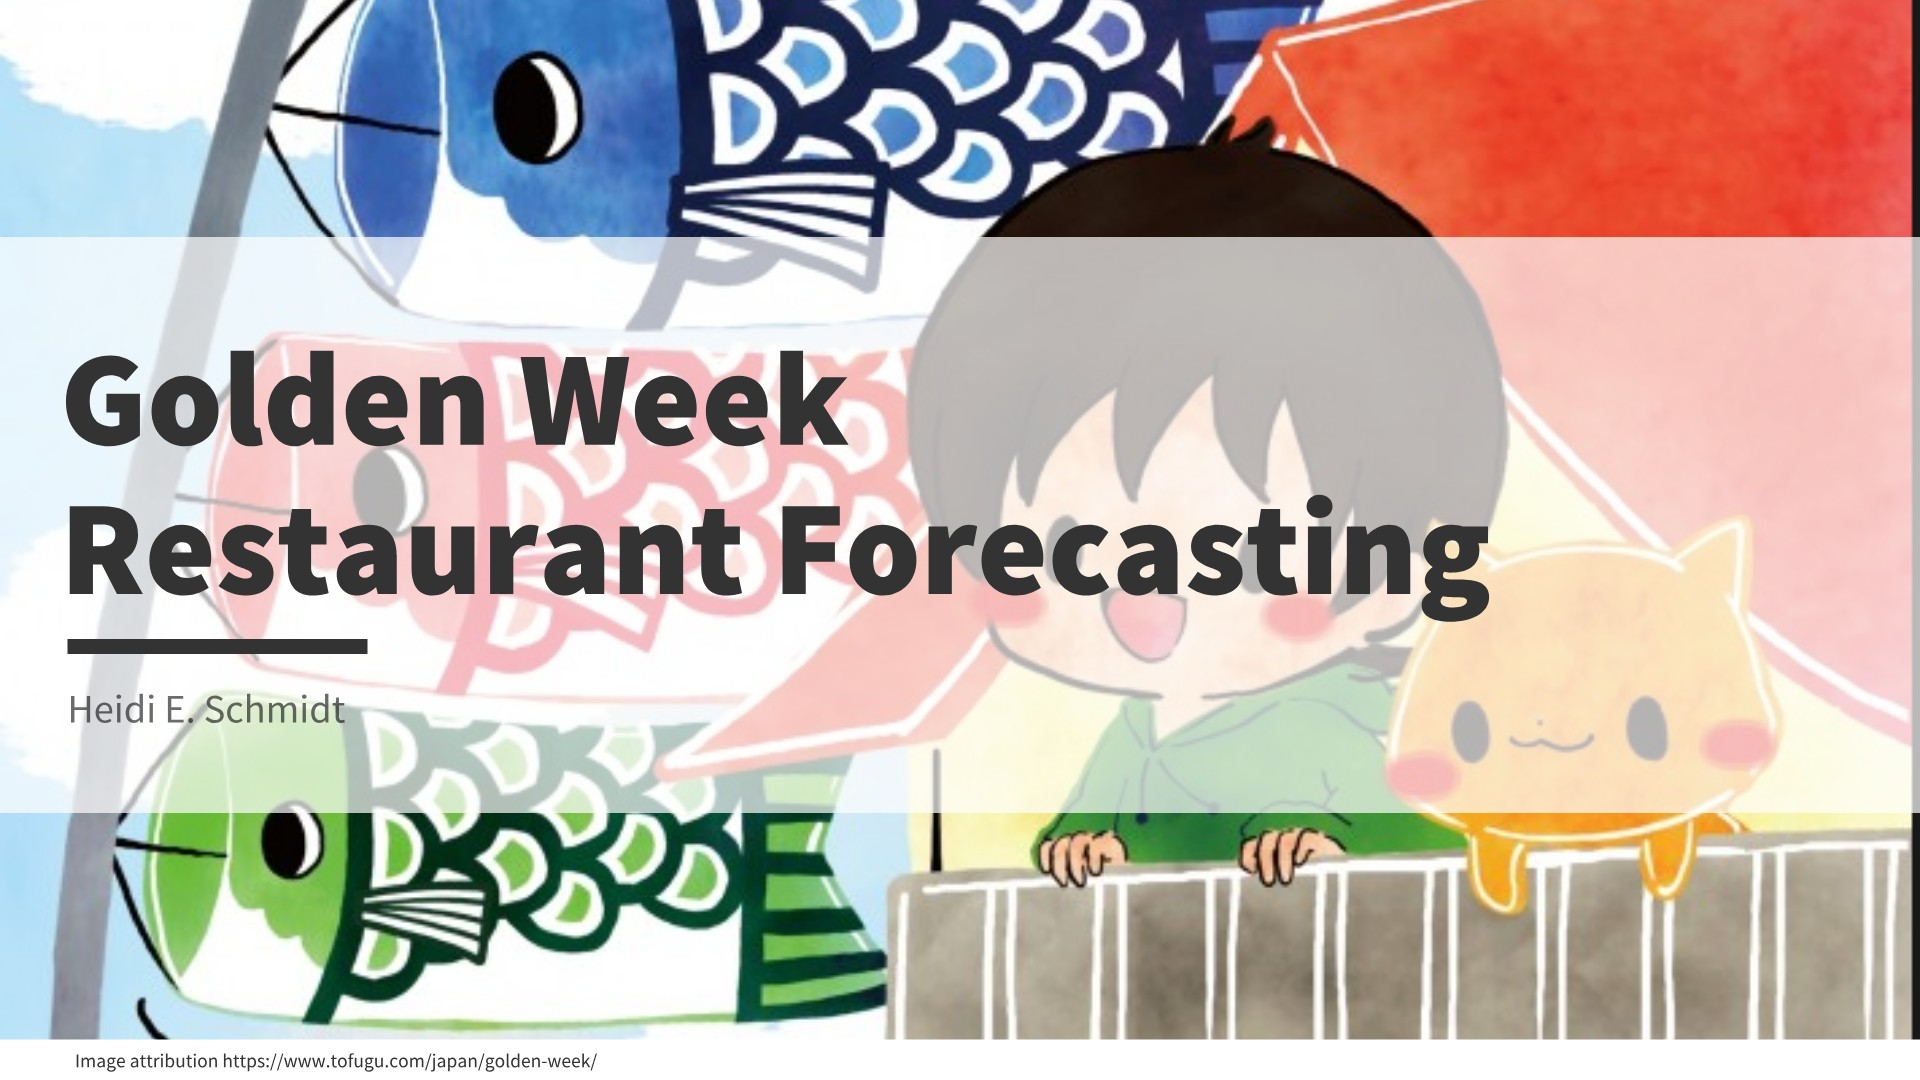 Golden Week
Restaurant Forecasting
Heidi E. Schmidt
Image attribution https://www.tofugu.com/japan/golden-week/